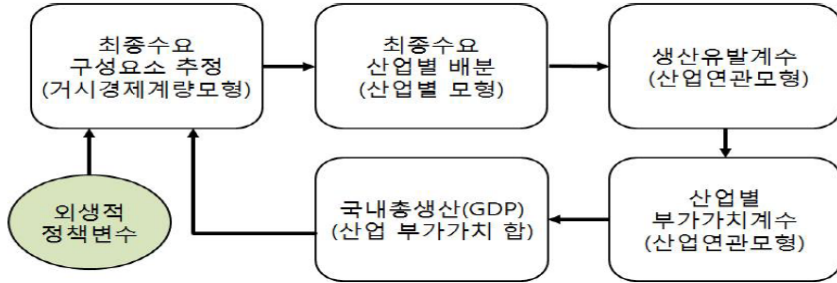 최종수요
구성요소 추정
(거시경제계량모형)
최종수요
산업별 배분
(산업별 모형)
생산유발계수
(산업연관모형)
외생적
정책변수
국내총생산(GDP)
(산업 부가가치 합)
산업별
부가가치계수
(산업연관모형)